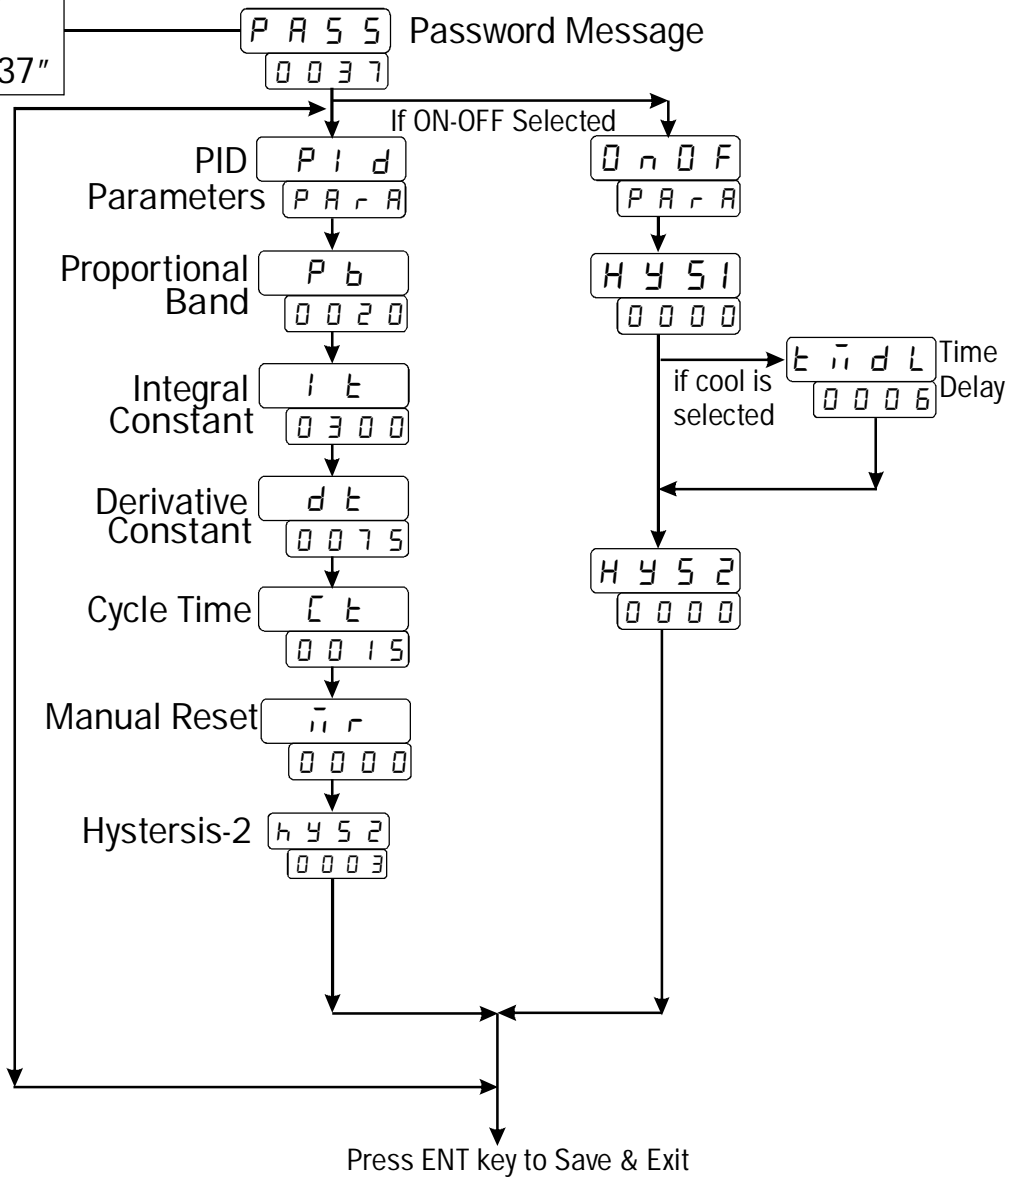 PASS Password Message
37"
0037
If ON-OFF Selected
PID
Parameters
PId
PArA
OnOF
PArA
Proportional
Band
Pb
0020
HYS1
0000
Integral
Constant
It
0300
if cool is
selected
tmdL
0006
Time
Delay
Derivative
Constant
dt
0075
HYS2
0000
Cycle Time
Ct
0015
Manual Reset
mr
0000
Hystersis-2
hYS2
0003
Press ENT key to Save & Exit